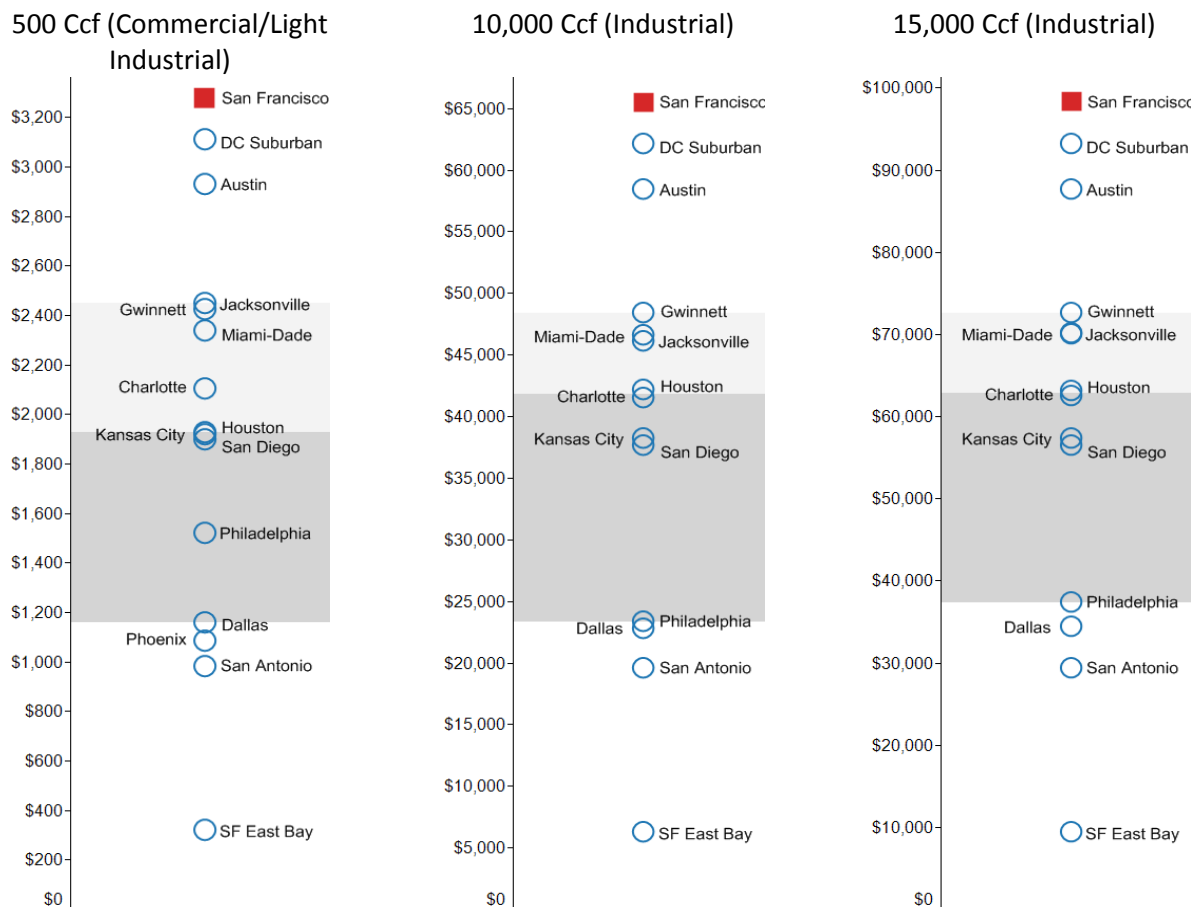 500 Ccf (Commercial/Light
Industrial)
$3,200
$3,000
$2,800
$2,600
$2,400
$2,200
$2,000
$1,800
$1,600
$1,400
$1,200
$1,000
$800
$600
$400
$200
$0
San Francisco
DC Suburban
Austin
Jacksonville
Gwinnett
Miami-Dade
Charlotte
Houston
Kansas City
San Diego
Philadelphia
Dallas
Phoenix
San Antonio
SF East Bay
10,000 Ccf (Industrial)
$65,000
$60,000
$55,000
$50,000
$45,000
$40,000
$35,000
$30,000
$25,000
$20,000
$15,000
$10,000
$5,000
$0
San Francisco
DC Suburban
Austin
Gwinnett
Miami-Dade
Jacksonville
Houston
Charlotte
Kansas City
San Diego
Philadelphia
Dallas
San Antonio
SF East Bay
15,000 Ccf (Industrial)
$100,000
$90,000
$80,000
$70,000
$60,000
$50,000
$40,000
$30,000
$20,000
$10,000
$0
San Francisco
DC Suburban
Austin
Gwinnett
Miami-Dade
Jacksonville
Houston
Charlotte
Kansas City
San Diego
Philadelphia
Dallas
San Antonio
SF East Bay